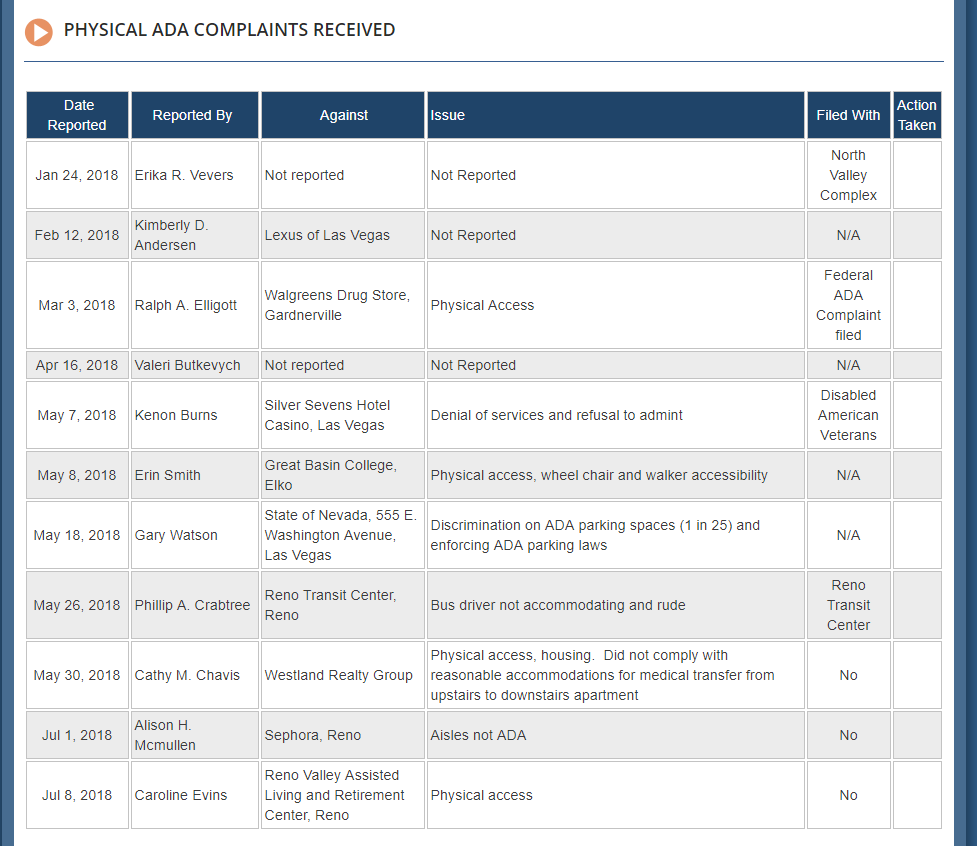 PHYSICAL ADA COMPLAINTS RECEIVED
Date Reported | Reported By | Against | Issue | Filed With | Action Taken
Jan 24, 2018 | Erika R. Vevers | Not reported | Not Reported | North Valley Complex
Feb 12, 2018 | Kimberly D. Andersen | Lexus of Las Vegas | Not Reported | N/A
Mar 3, 2018 | Ralph A. Elligott | Walgreens Drug Store, Gardnerville | Physical Access | Federal ADA Complaint filed
Apr 16, 2018 | Valeri Butkevych | Not reported | Not Reported | N/A
May 7, 2018 | Kenon Burns | Silver Sevens Hotel Casino, Las Vegas | Denial of services and refusal to admint | Disabled American Veterans
May 8, 2018 | Erin Smith | Great Basin College, Elko | Physical access, wheel chair and walker accessibility | N/A
May 18, 2018 | Gary Watson | State of Nevada, 555 E. Washington Avenue, Las Vegas | Discrimination on ADA parking spaces (1 in 25) and enforcing ADA parking laws | N/A
May 26, 2018 | Phillip A. Crabtree | Reno Transit Center, Reno | Bus driver not accommodating and rude | Reno Transit Center
May 30, 2018 | Cathy M. Chavis | Westland Realty Group | Physical access, housing.  Did not comply with reasonable accommodations for medical transfer from upstairs to downstairs apartment | No
Jul 1, 2018 | Alison H. Mcmullen | Sephora, Reno | Aisles not ADA | No
Jul 8, 2018 | Caroline Evins | Reno Valley Assisted Living and Retirement Center, Reno | Physical access | No